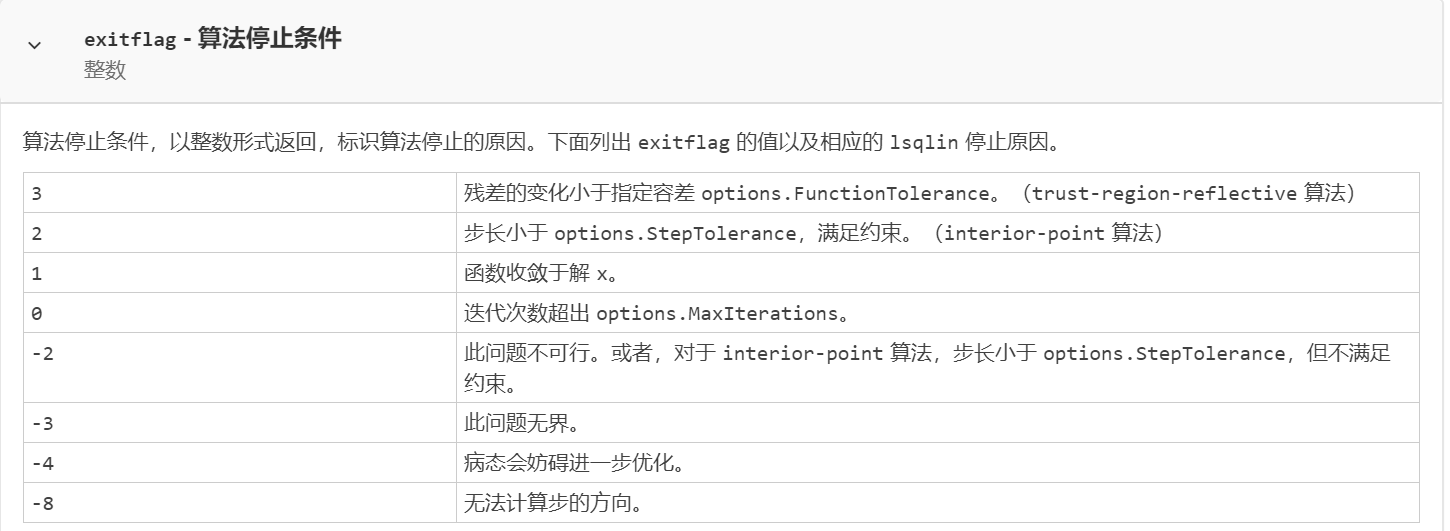 exitflag - 算法停止条件
整数
算法停止条件，以整数形式返回，标识算法停止的原因。下面列出 exitflag 的值以及相应的 lsqlin 停止原因。
3 残差的变化小于指定容差 options.FunctionTolerance。（trust-region-reflective 算法）
2 步长小于 options.StepTolerance，满足约束。（interior-point 算法）
1 函数收敛于解 x。
0 迭代次数超出 options.MaxIterations。
-2 此问题不可行。或者，对于 interior-point 算法，步长小于 options.StepTolerance，但不满足
约束。
-3 此问题无界。
-4 病态会妨碍进一步优化。
-8 无法计算步的方向。